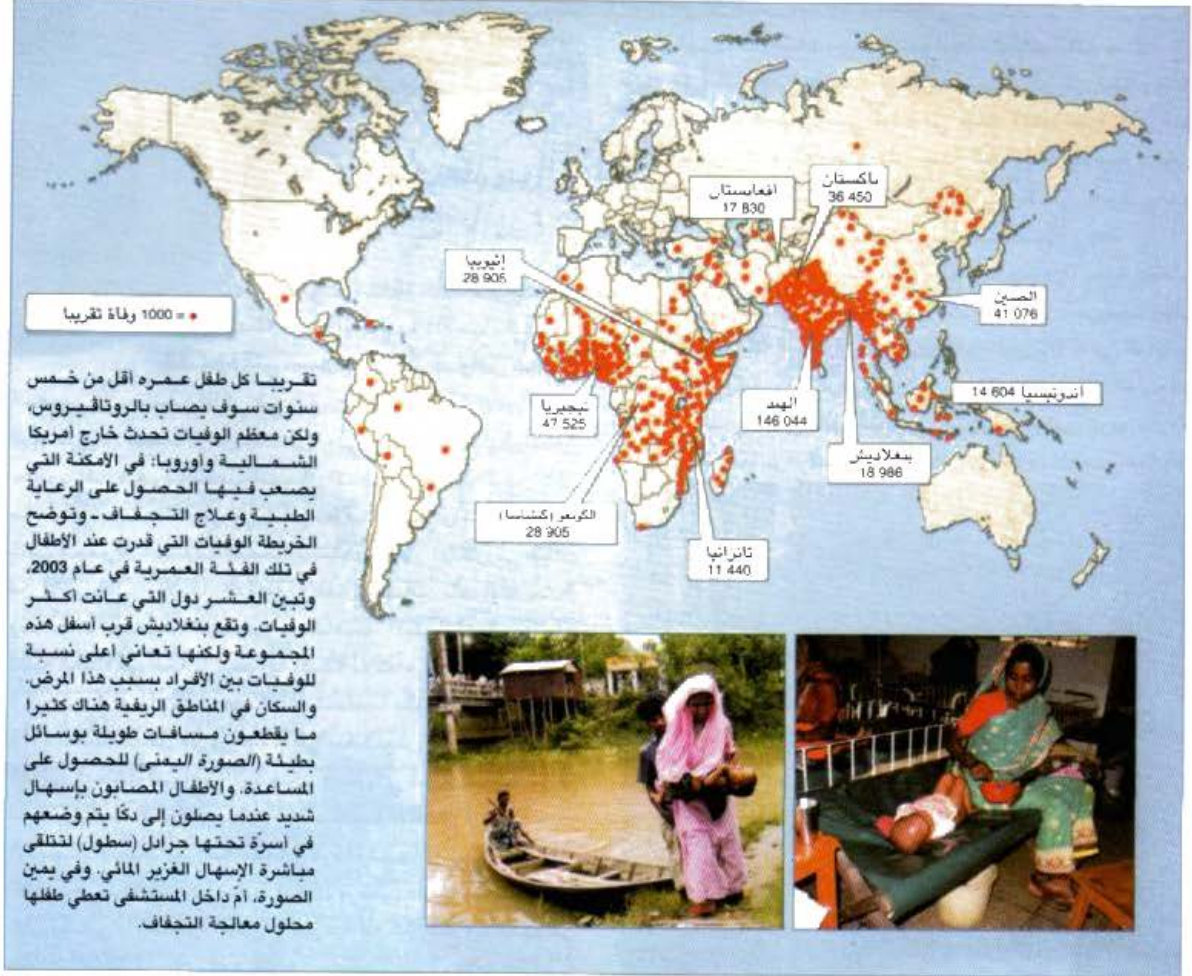 باكستان
36 450
افغانستان
17 830
إثيوبيا
28 905
الصين
41 076
● = 1000 وفاة تقريبا
أندونيسيا 14 604
نيجيريا
47 525
الهند
146 044
بنغلاديش
18 986
الكونغو (كنشاسا)
28 905
تانزانيا
11 440
تقريبا كل طفل عمره أقل من خمس
سنوات سوف يصاب بالروتاڤيروس،
ولكن معظم الوفيات تحدث خارج أمريكا
الشمالية وأوروبا: في الأمكنة التي
يصعب فيها الحصول على الرعاية
الطبية وعلاج التجفاف ـ وتوضح
الخريطة الوفيات التي قدرت عند الأطفال
في تلك الفئة العمرية في عام 2003،
وتبين العشر دول التي عانت أكثر
الوفيات. وتقع بنغلاديش قرب أسفل هذه
المجموعة ولكنها تعاني أعلى نسبة
للوفيات بين الأفراد بسبب هذا المرض.
والسكان في المناطق الريفية هناك كثيرا
ما يقطعون مسافات طويلة بوسائل
بطيئة (الصورة اليمنى) للحصول على
المساعدة. والأطفال المصابون بإسهال
شديد عندما يصلون إلى دكّا يتم وضعهم
في أسرّة تحتها جرادل (سطول) لتتلقى
مباشرة الإسهال الغزير المائي. وفي يمين
الصورة، أمّ داخل المستشفى تعطي طفلها
محلول معالجة التجفاف.